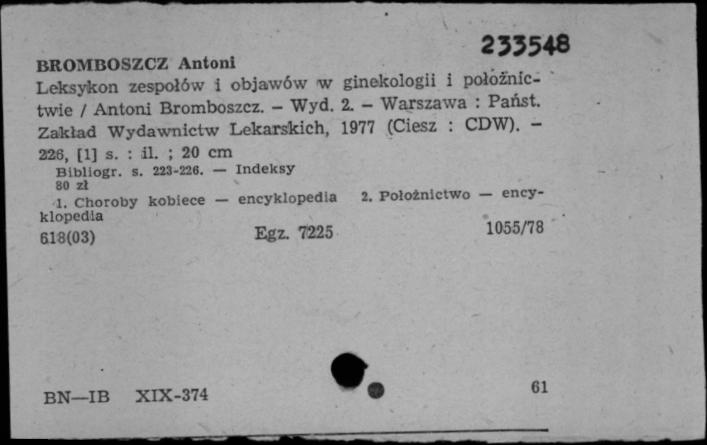 233548
BROMBOSZCZ Antoni
Leksykon zespołów i objawów w ginekologii i położnic-
twie / Antoni Bromboszcz. – Wyd. 2. – Warszawa : Państ.
Zakład Wydawnictw Lekarskich, 1977 (Ciesz : CDW). –
226, [1] s. : il. ; 20 cm
Bibliogr. s. 223-226. — Indeksy
80 zł
1. Choroby kobiece — encyklopedia 2. Położnictwo — ency-
klopedia
618(03) Egz. 7225 1055/78
BN—IB XIX-374 61